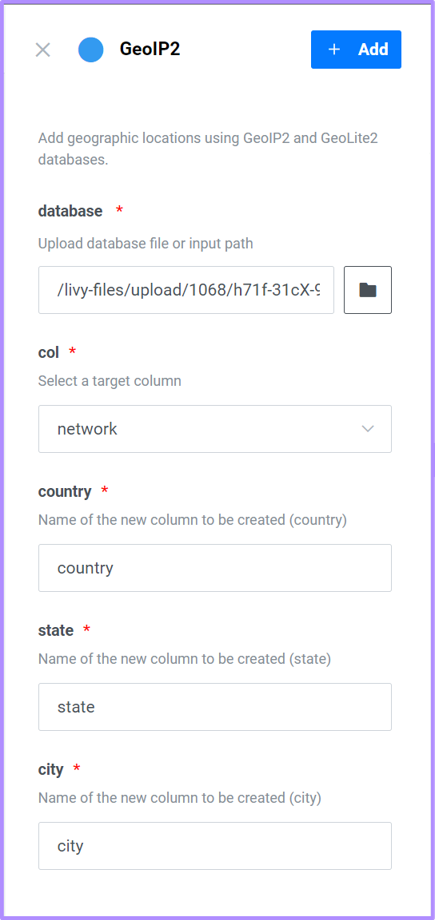 GeoIP2
+ Add
Add geographic locations using GeoIP2 and GeoLite2
databases.
database *
Upload database file or input path
/livy-files/upload/1068/h71f-31cX-9
col *
Select a target column
network
country *
Name of the new column to be created (country)
country
state *
Name of the new column to be created (state)
state
city *
Name of the new column to be created (city)
city